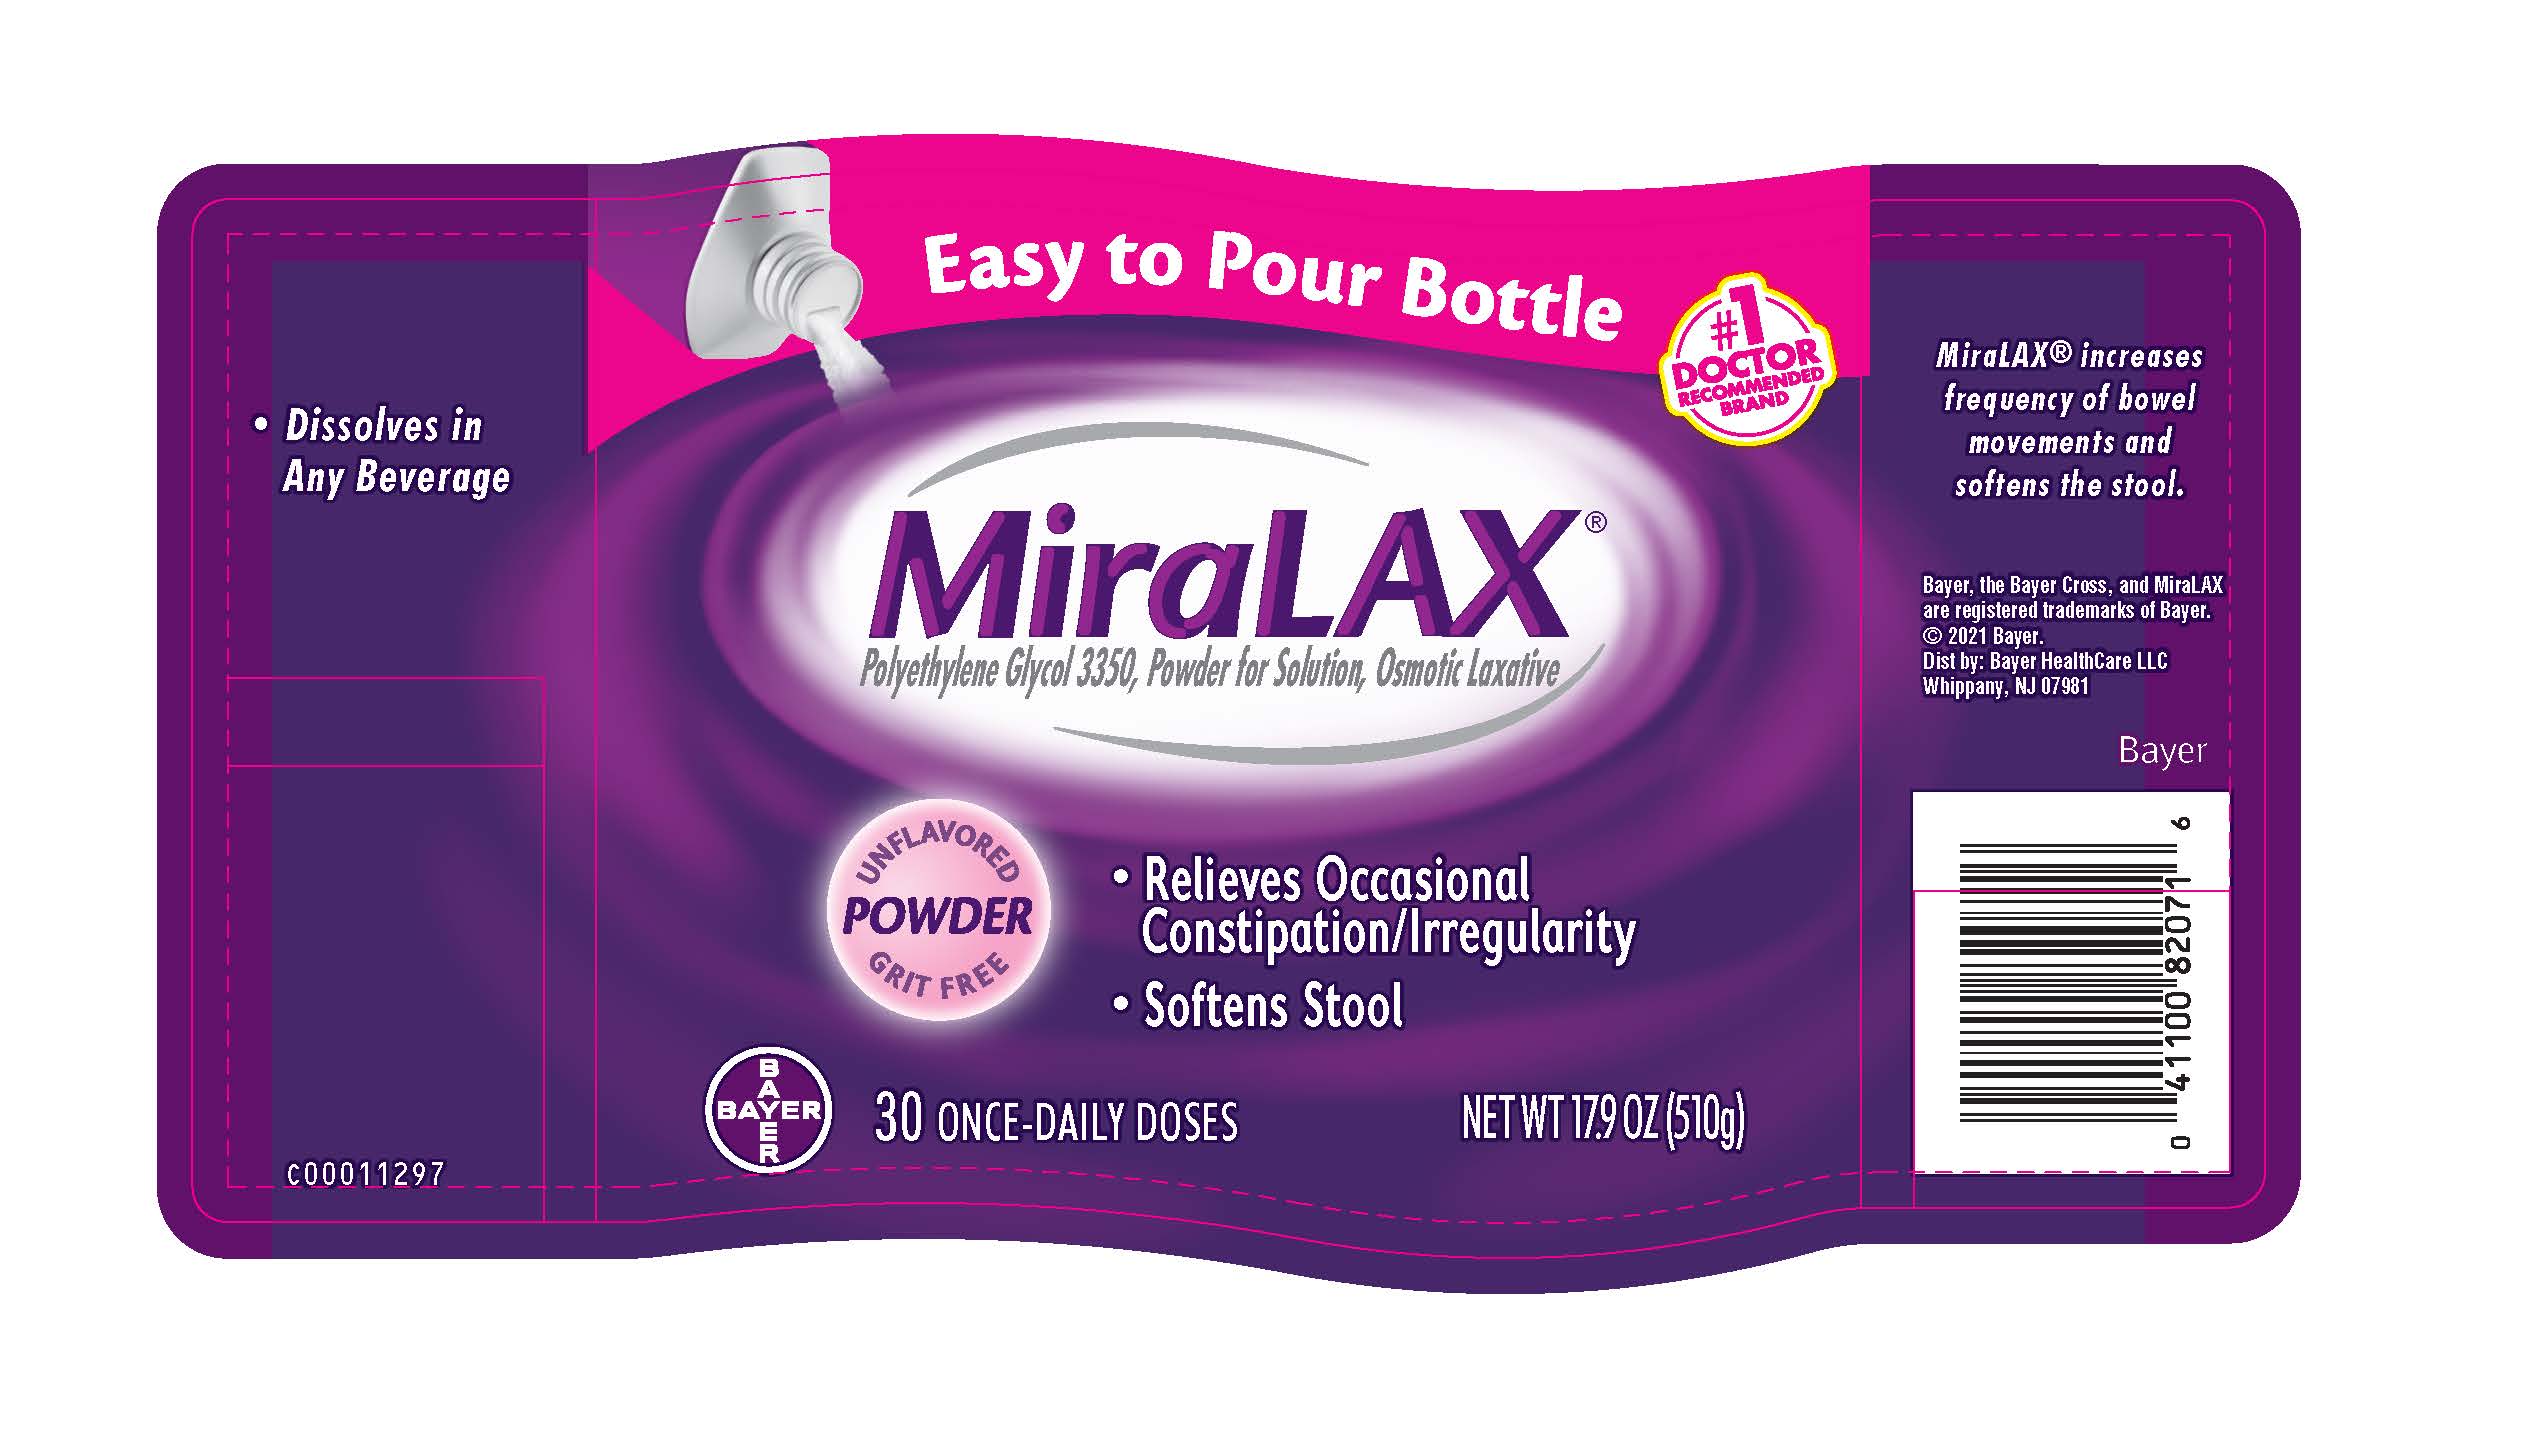 Easy to Pour Bottle
#1
DOCTOR
RECOMMENDED
BRAND
• Dissolves in
Any Beverage
MiraLAX®
Polyethylene Glycol 3350, Powder for Solution, Osmotic Laxative
UNFLAVORED
POWDER
GRIT FREE
• Relieves Occasional
Constipation/Irregularity
• Softens Stool
BAYER
BAYER
30 ONCE-DAILY DOSES
NET WT 17.9 OZ (510g)
C00011297
MiraLAX® increases
frequency of bowel
movements and
softens the stool.
Bayer, the Bayer Cross, and MiraLAX
are registered trademarks of Bayer.
© 2021 Bayer.
Dist by: Bayer HealthCare LLC
Whippany, NJ 07981
Bayer
0 41100 82071 6